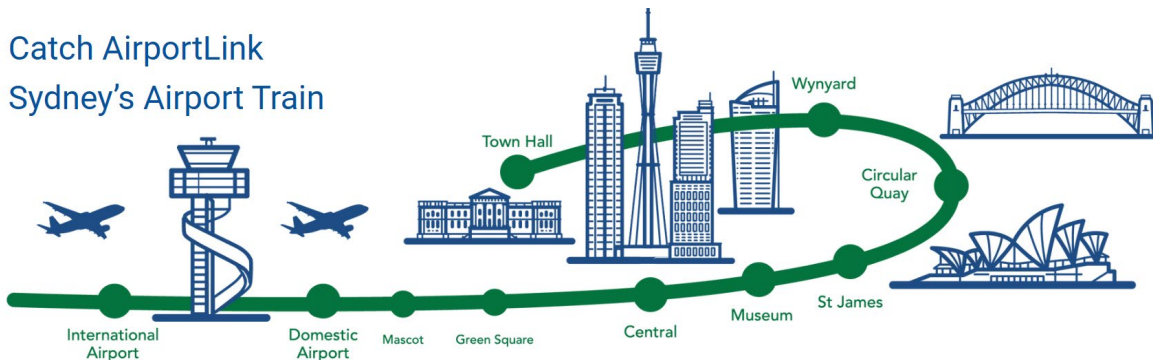 Catch AirportLink
Sydney's Airport Train
Wynyard
Town Hall
Circular
Quay
St James
Museum
Central
International
Airport
Domestic
Airport
Mascot
Green Square